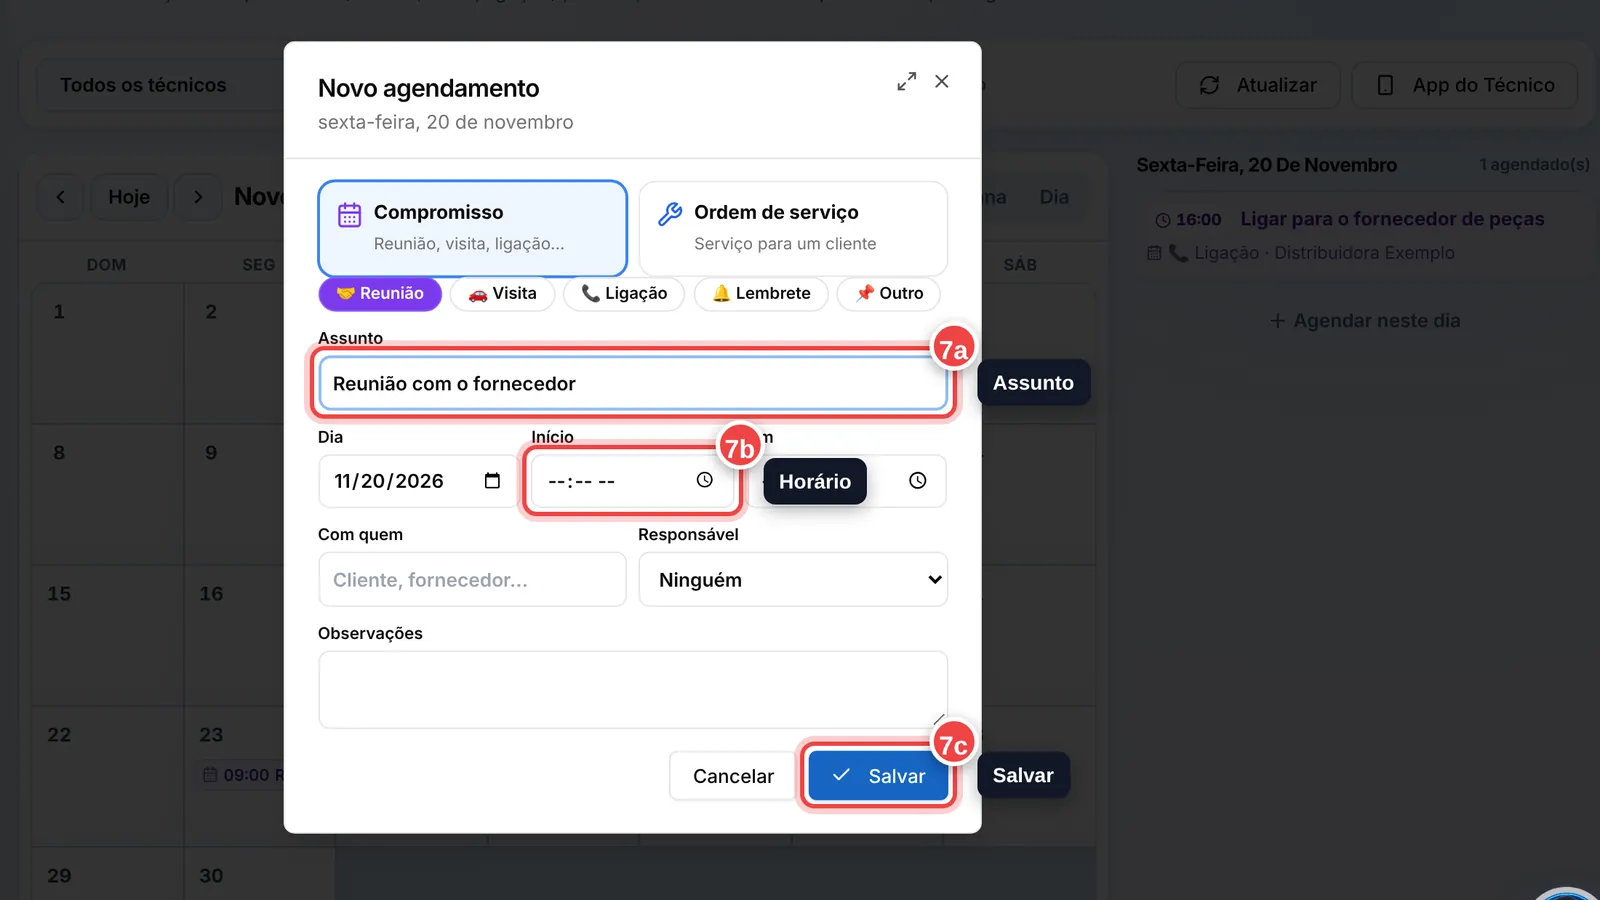 Todos os técnicos
Atualizar
App do Técnico
Novo agendamento
sexta-feira, 20 de novembro
Hoje
Dia
Sexta-Feira, 20 De Novembro
1 agendado(s)
16:00 Ligar para o fornecedor de peças
Ligação · Distribuidora Exemplo
+ Agendar neste dia
DOM
SEG
SÁB
1
2
8
9
15
16
22
23
09:00
29
30
Compromisso
Reunião, visita, ligação...
Ordem de serviço
Serviço para um cliente
Reunião
Visita
Ligação
Lembrete
Outro
Assunto
7a
Reunião com o fornecedor
Assunto
Dia
Início
7b
11/20/2026
--:-- --
Horário
Com quem
Responsável
Cliente, fornecedor...
Ninguém
Observações
7c
Cancelar
Salvar
Salvar